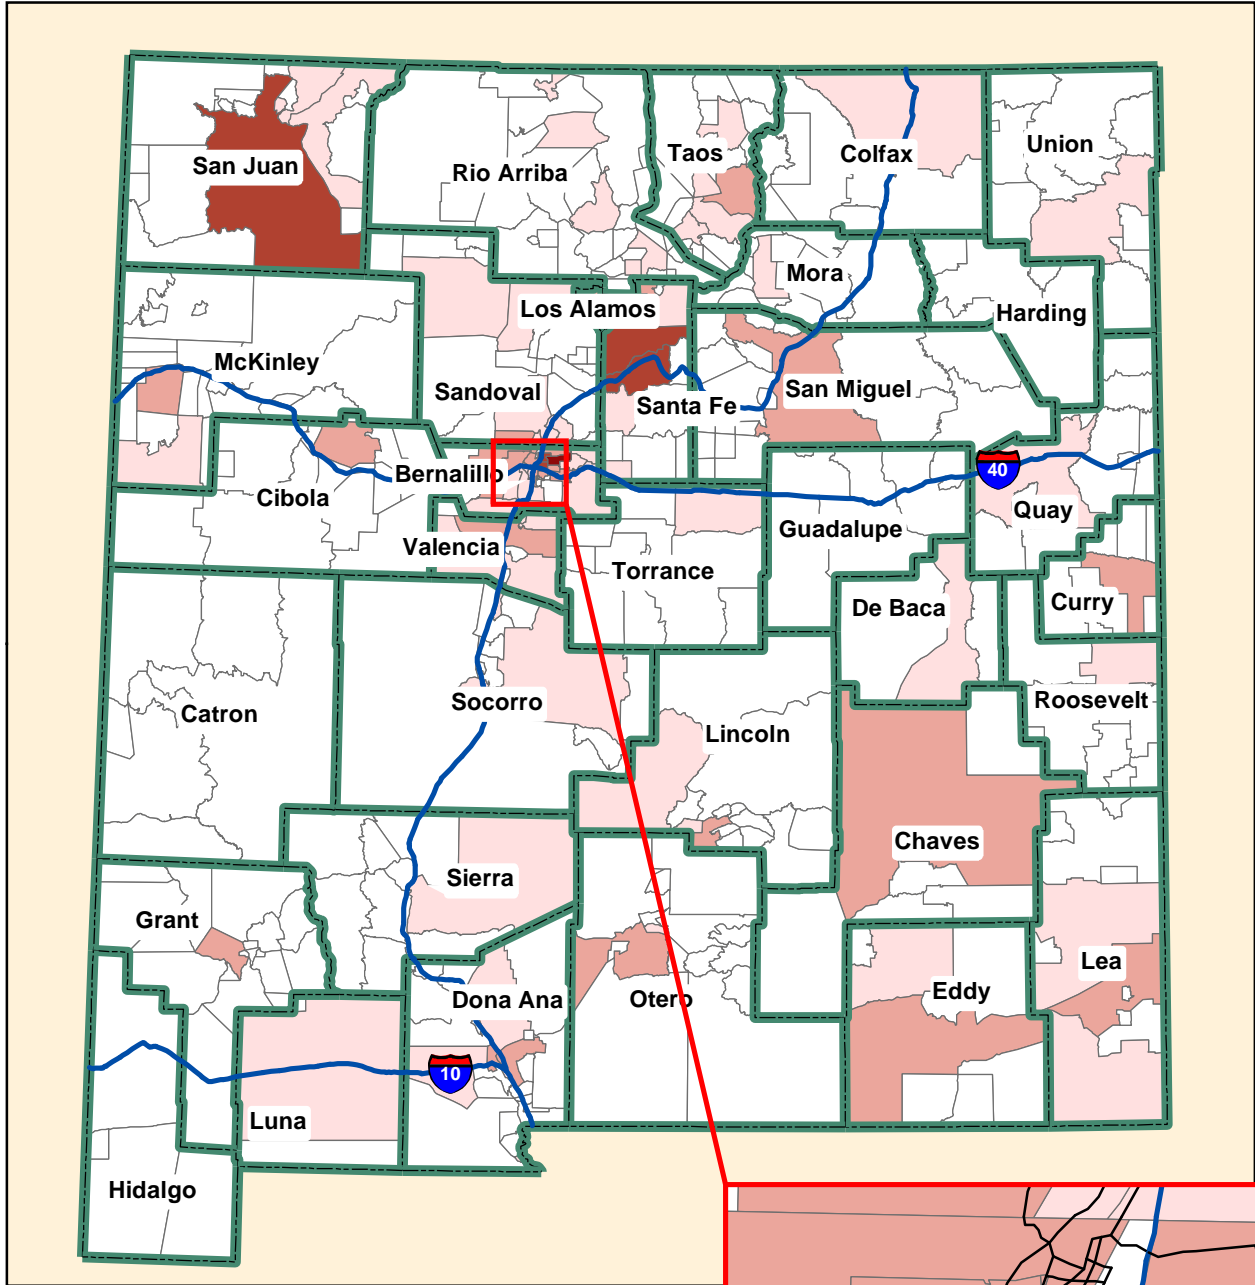 San Juan
Rio Arriba
Taos
Colfax
Union
Mora
Los Alamos
Harding
McKinley
Sandoval
Santa Fe
San Miguel
Bernalillo
Cibola
40
Quay
Guadalupe
Valencia
Torrance
De Baca
Curry
Catron
Socorro
Lincoln
Roosevelt
Chaves
Sierra
Grant
Lea
Dona Ana
Otero
Eddy
10
Luna
Hidalgo